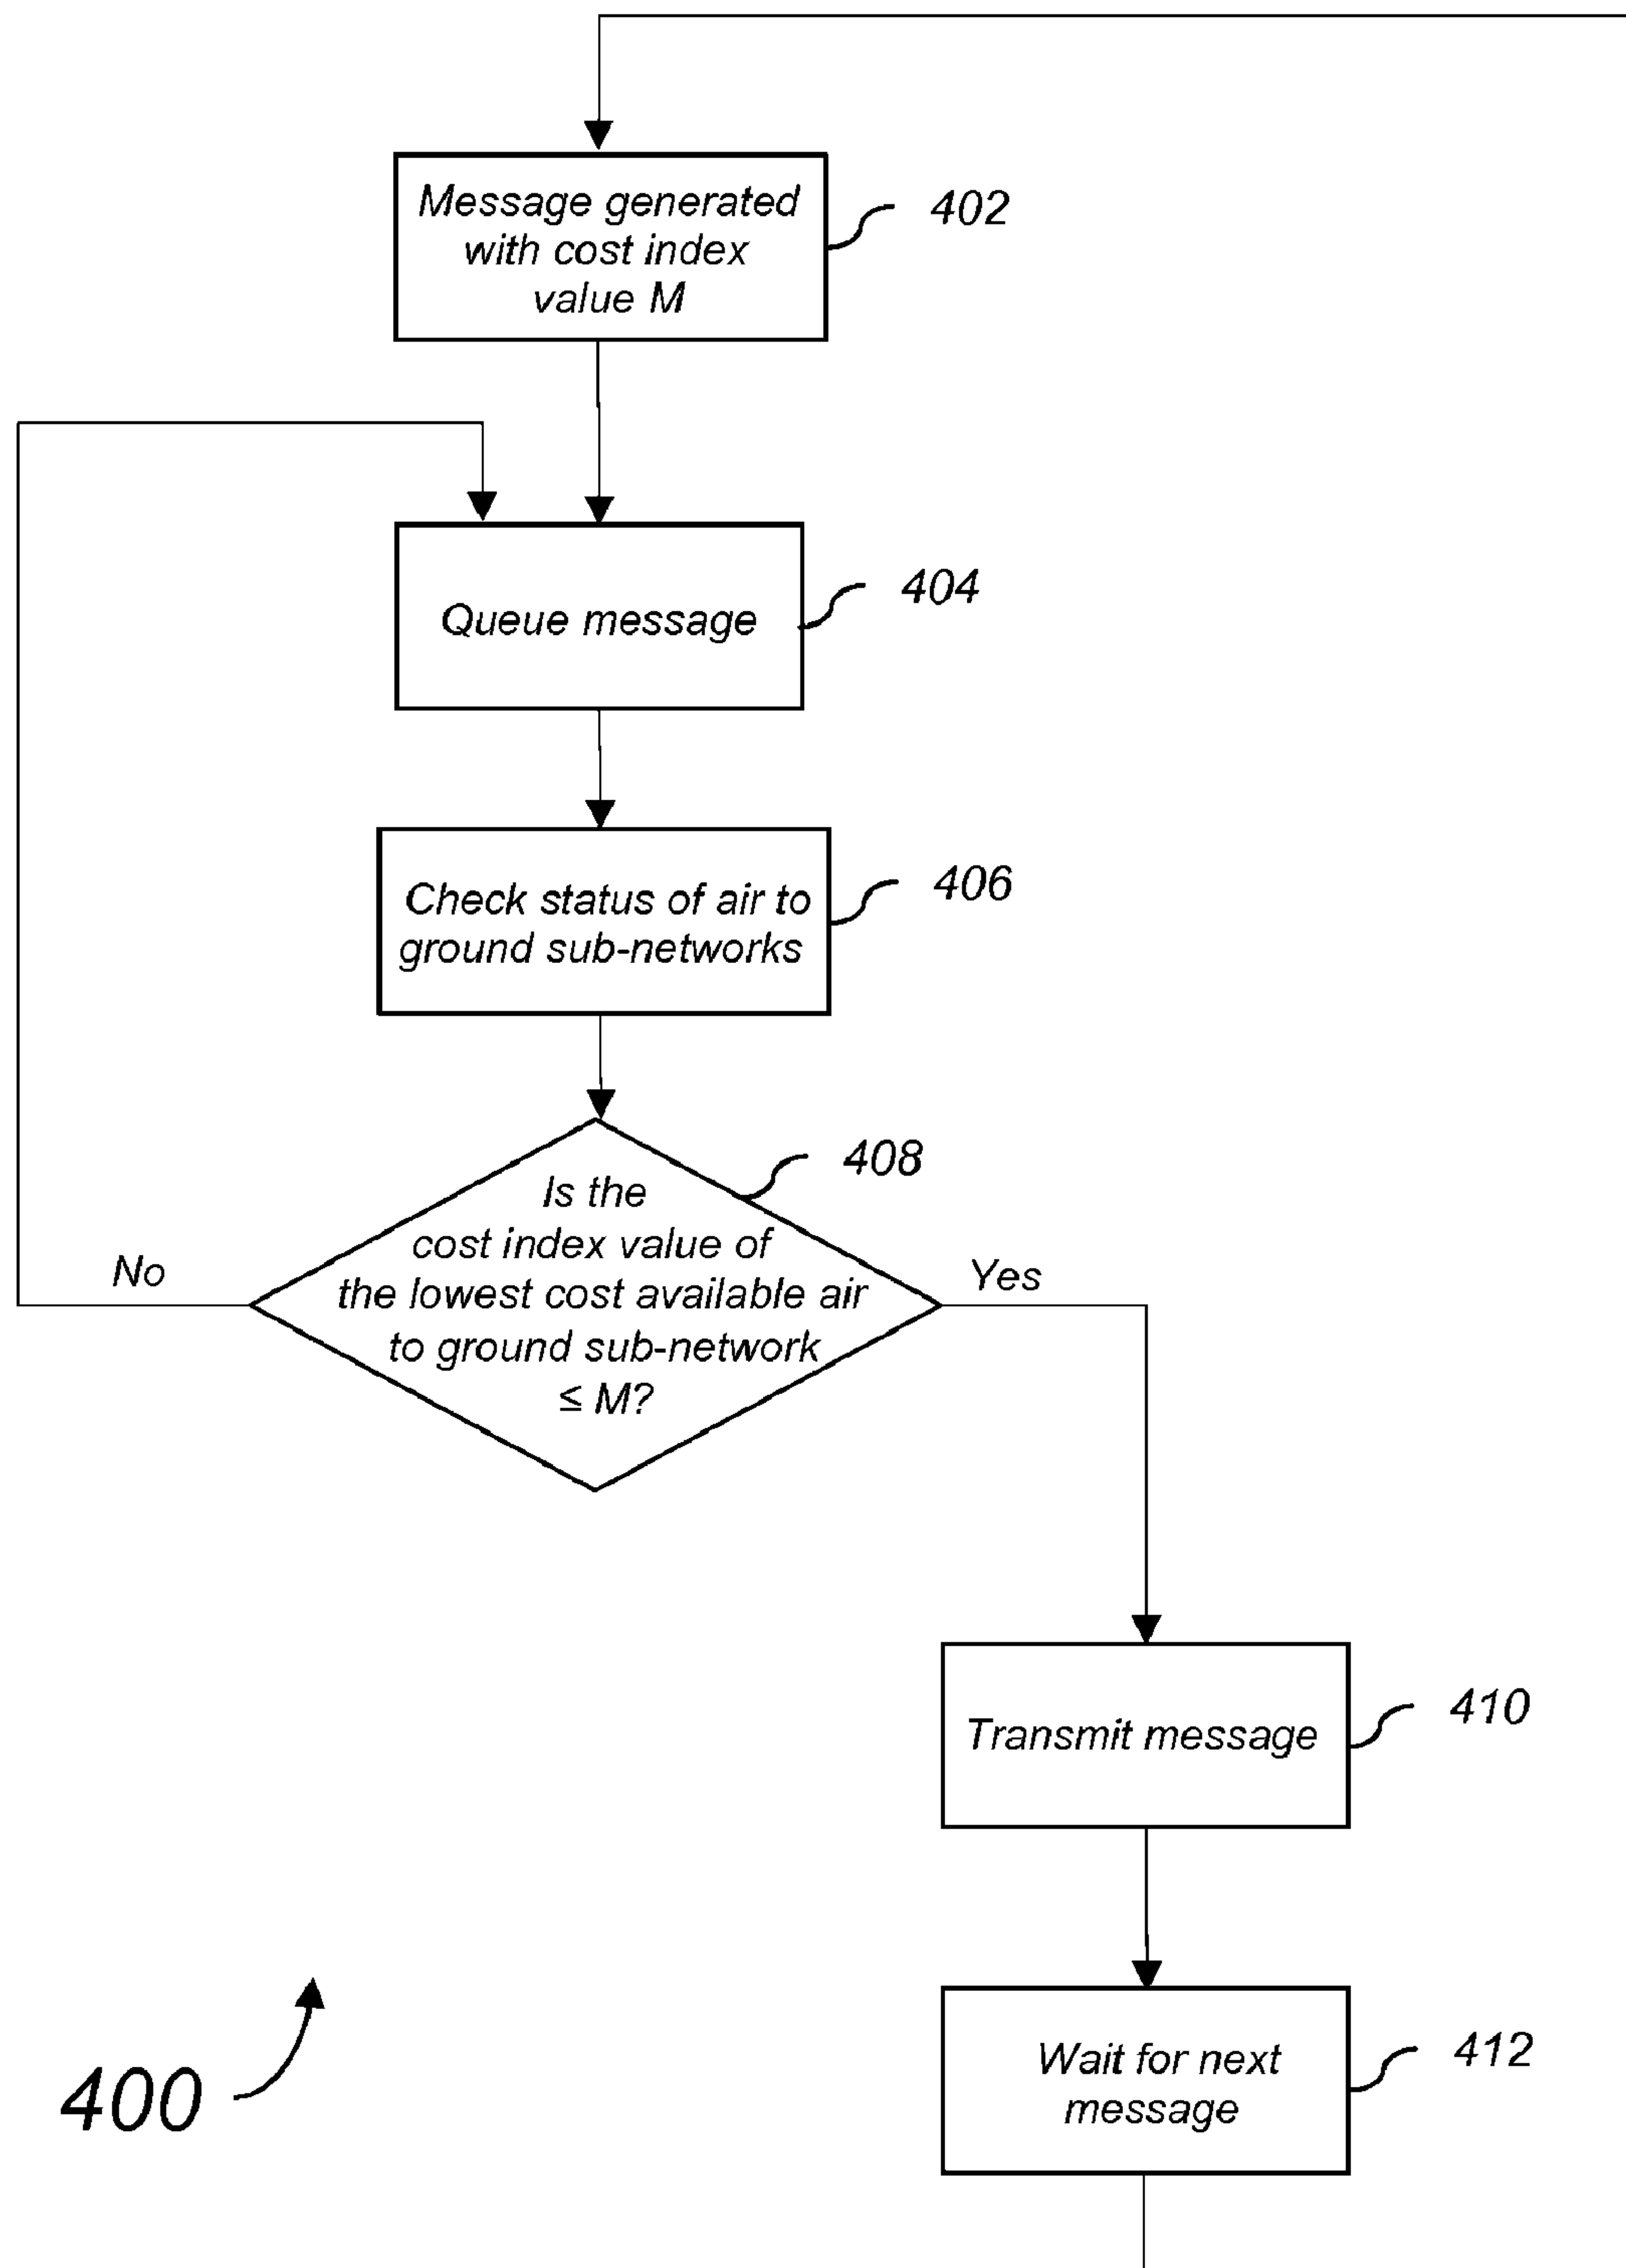 Message generated
with cost index
value M
402
Queue message
404
Check status of air to
ground sub-networks
406
Is the
cost index value of
the lowest cost available air
to ground sub-network
≤ M?
408
No
Yes
Transmit message
410
Wait for next
message
412
400